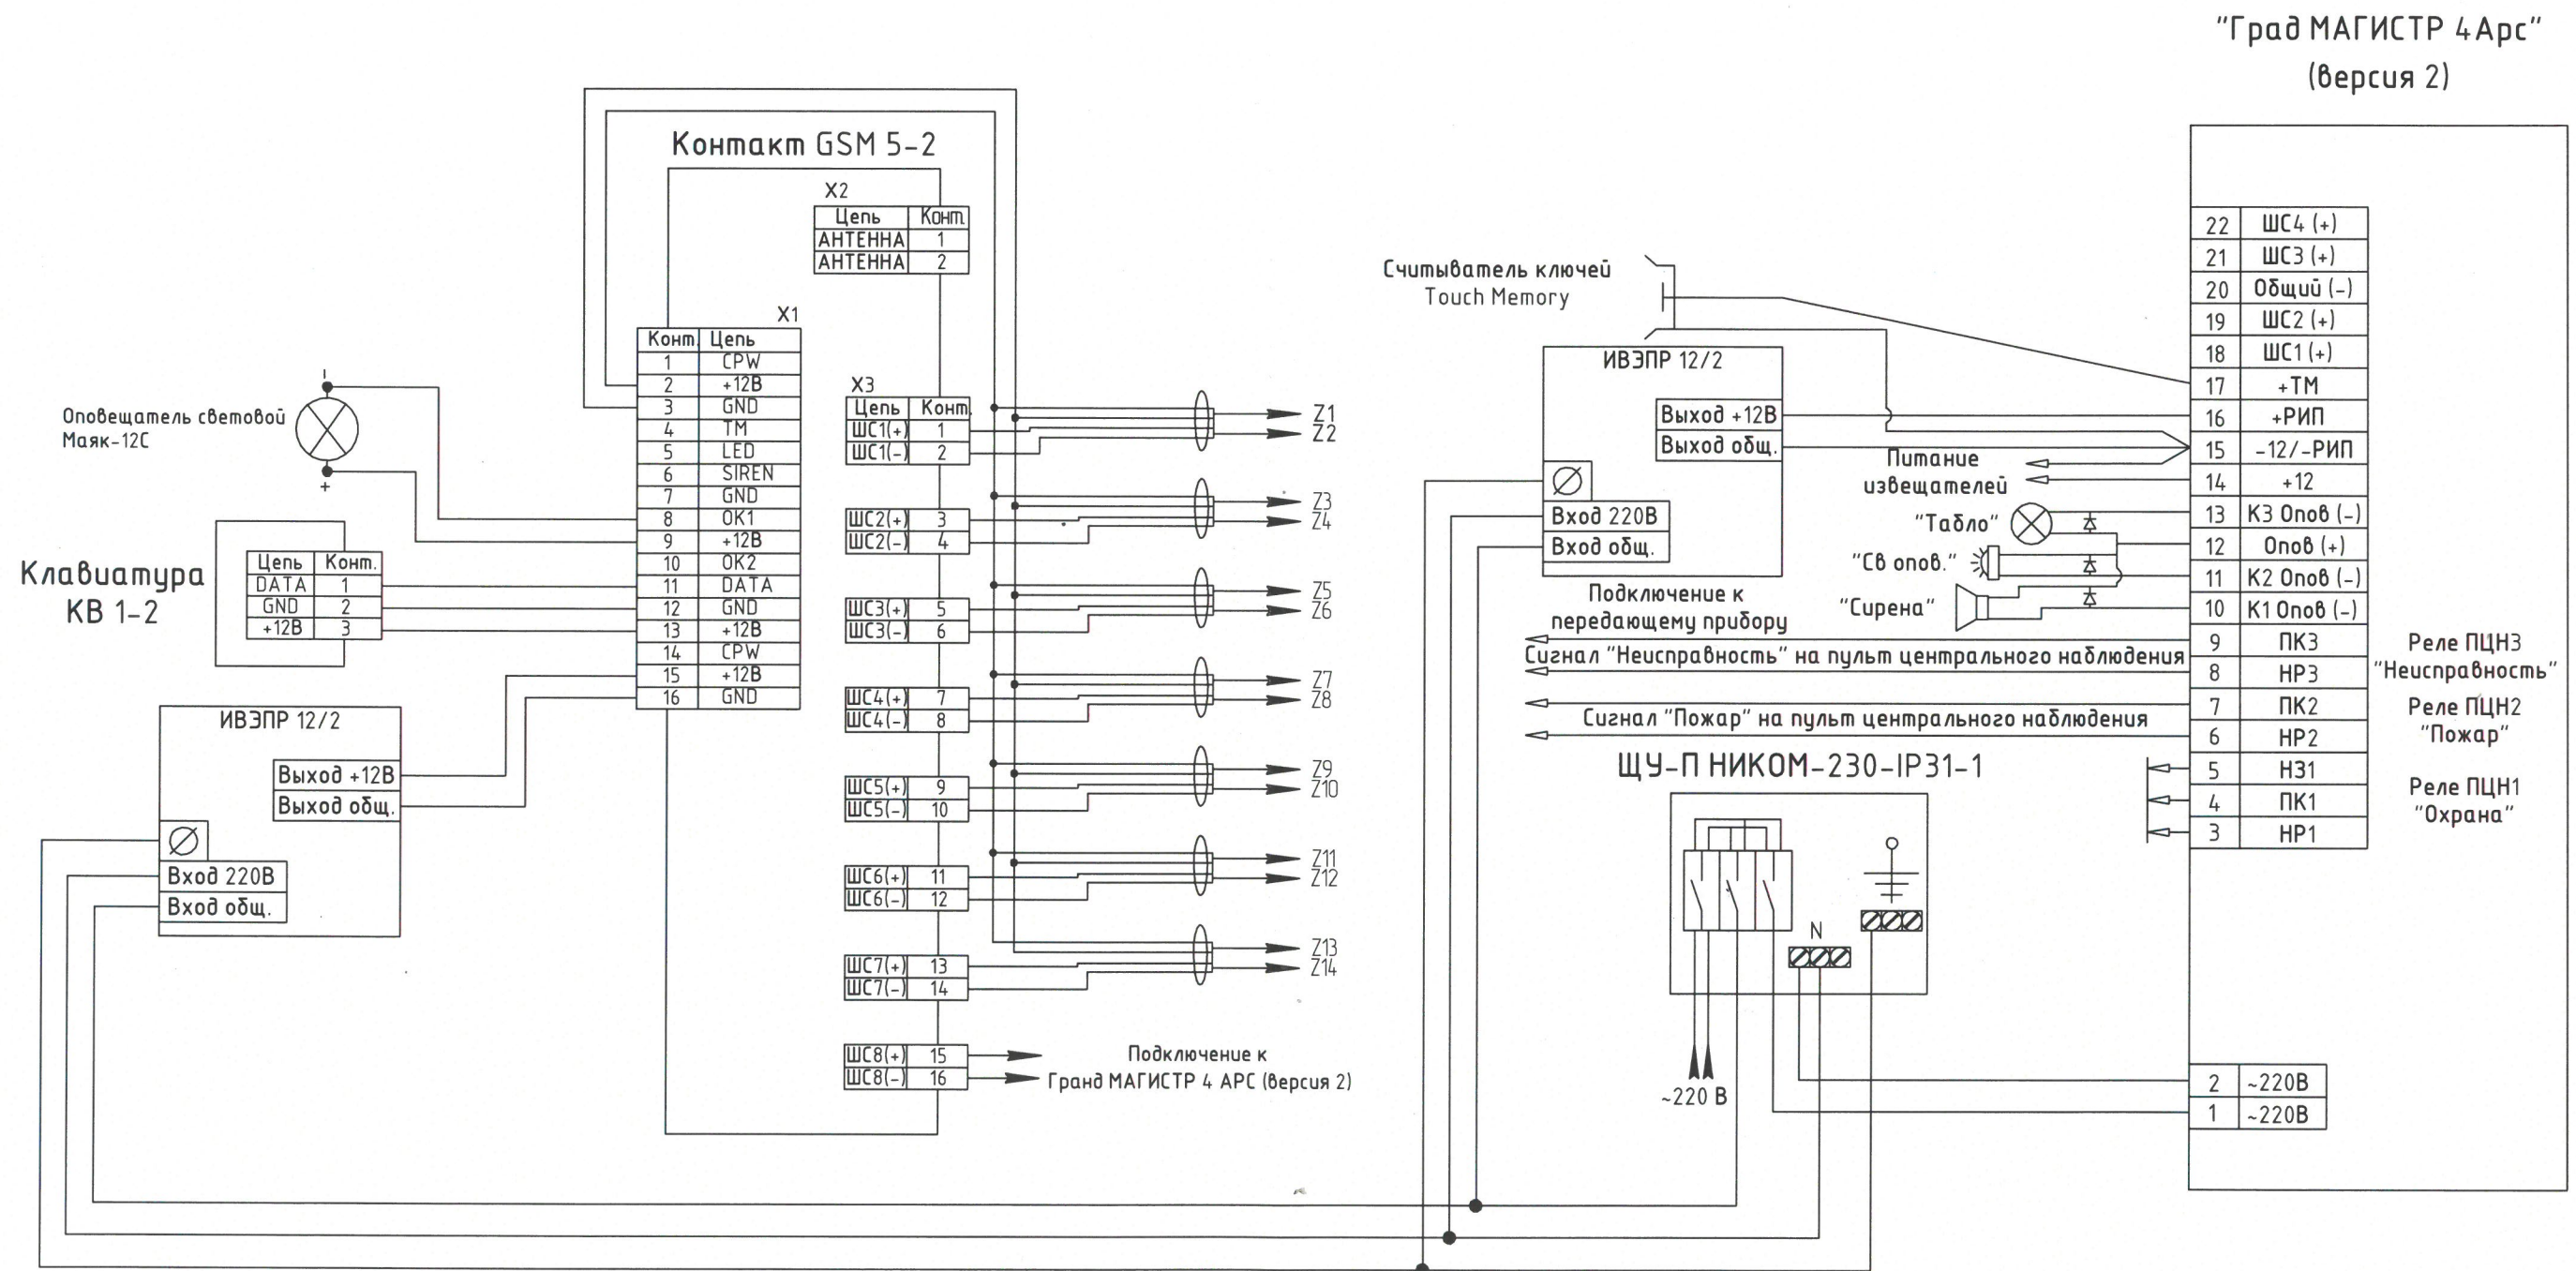 "Град МАГИСТР 4Арс"
(версия 2)
Контакт GSM 5-2
X2
Цепь Конт.
АНТЕННА 1
АНТЕННА 2
X1
Конт. Цепь
1 CPW
2 +12В
3 GND
4 TM
5 LED
6 SIREN
7 GND
8 OK1
9 +12В
10 OK2
11 DATA
12 GND
13 +12В
14 CPW
15 +12В
16 GND
X3
Цепь Конт.
ШС1(+) 1
ШС1(-) 2
ШС2(+) 3
ШС2(-) 4
ШС3(+) 5
ШС3(-) 6
ШС4(+) 7
ШС4(-) 8
ШС5(+) 9
ШС5(-) 10
ШС6(+) 11
ШС6(-) 12
ШС7(+) 13
ШС7(-) 14
ШС8(+) 15
ШС8(-) 16
Z1
Z2
Z3
Z4
Z5
Z6
Z7
Z8
Z9
Z10
Z11
Z12
Z13
Z14
Подключение к
Гранд МАГИСТР 4 АРС (версия 2)
-
Оповещатель световой
Маяк-12С
+
Клавиатура
КВ 1-2
Цепь Конт.
DATA 1
GND 2
+12В 3
ИВЭПР 12/2
Выход +12В
Выход общ.
Вход 220В
Вход общ.
Считыватель ключей
Touch Memory
ИВЭПР 12/2
Выход +12В
Выход общ.
Вход 220В
Вход общ.
Питание
извещателей
"Табло"
"Св опов."
"Сирена"
Подключение к
передающему прибору
Сигнал "Неисправность" на пульт центрального наблюдения
Сигнал "Пожар" на пульт центрального наблюдения
ЩУ-П НИКОМ-230-IP31-1
N
~220 В
22 ШС4 (+)
21 ШС3 (+)
20 Общий (-)
19 ШС2 (+)
18 ШС1 (+)
17 +ТМ
16 +РИП
15 -12/-РИП
14 +12
13 К3 Опов (-)
12 Опов (+)
11 К2 Опов (-)
10 К1 Опов (-)
9 ПК3
8 НР3
7 ПК2
6 НР2
5 НЗ1
4 ПК1
3 НР1
Реле ПЦН3
"Неисправность"
Реле ПЦН2
"Пожар"
Реле ПЦН1
"Охрана"
2 ~220В
1 ~220В